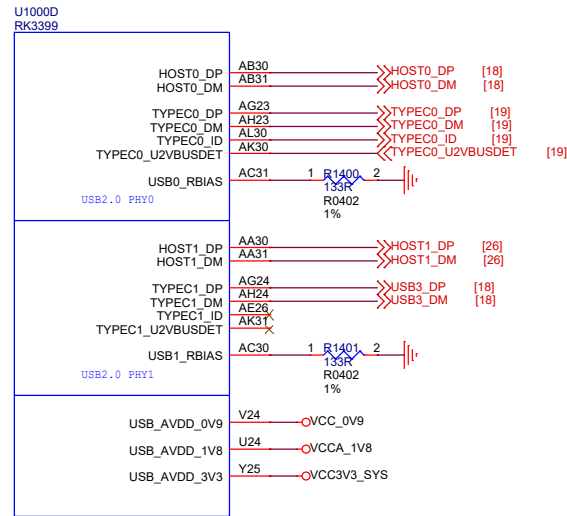 U1000D
RK3399
HOST0_DP AB30 HOST0_DP [18]
HOST0_DM AB31 HOST0_DM [18]
TYPEC0_DP AG23 TYPEC0_DP [19]
TYPEC0_DM AH23 TYPEC0_DM [19]
TYPEC0_ID AL30 TYPEC0_ID [19]
TYPEC0_U2VBUSDET AK30 TYPEC0_U2VBUSDET [19]
USB0_RBIAS AC31 1 R1400 2
133R
R0402
1%
USB2.0 PHY0
HOST1_DP AA30 HOST1_DP [26]
HOST1_DM AA31 HOST1_DM [26]
TYPEC1_DP AG24 USB3_DP [18]
TYPEC1_DM AH24 USB3_DM [18]
TYPEC1_ID AE26
TYPEC1_U2VBUSDET AK31
USB1_RBIAS AC30 1 R1401 2
133R
R0402
1%
USB2.0 PHY1
USB_AVDD_0V9 V24 VCC_0V9
USB_AVDD_1V8 U24 VCCA_1V8
USB_AVDD_3V3 Y25 VCC3V3_SYS